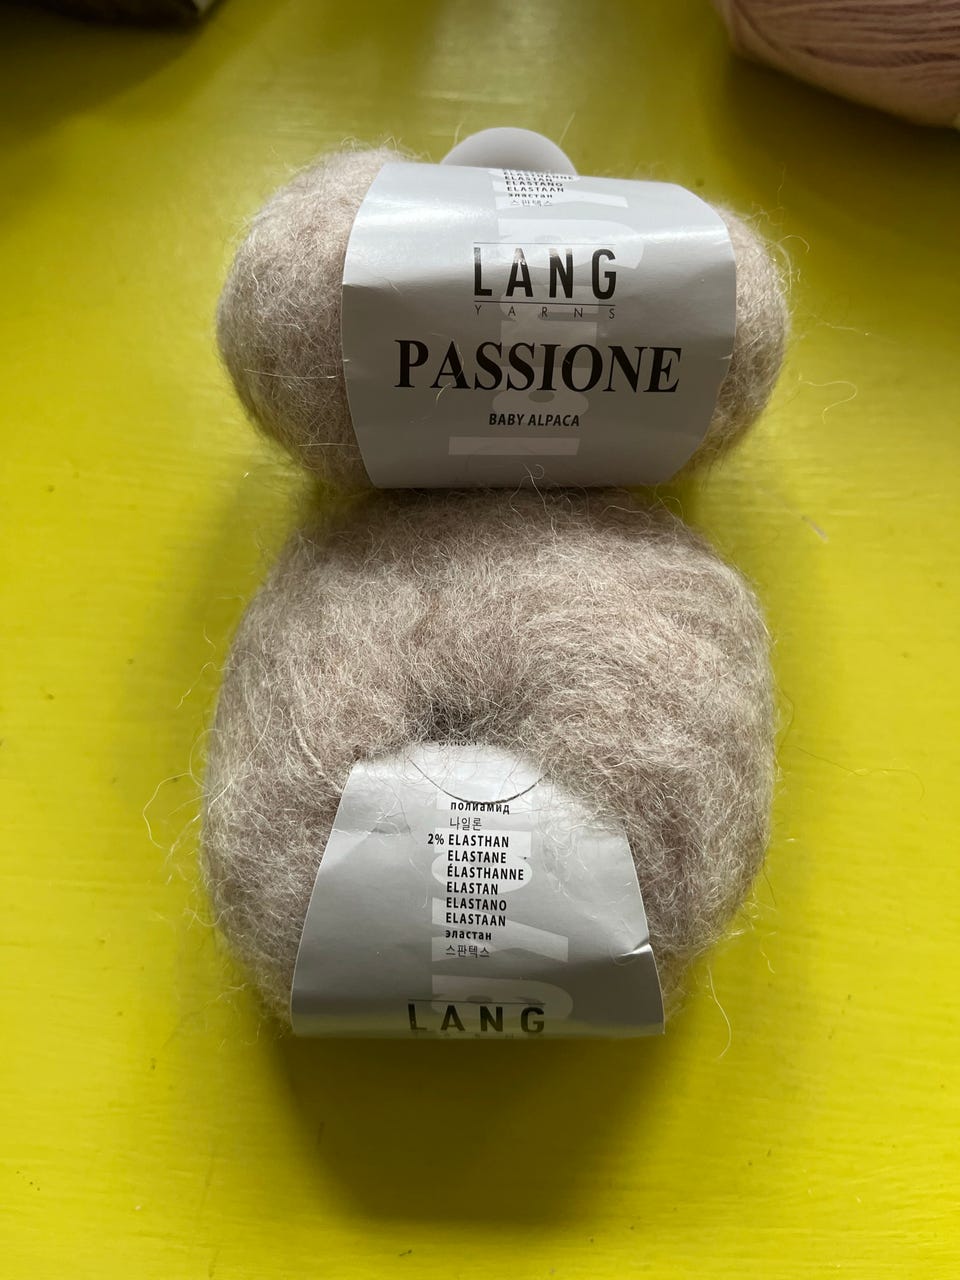 ELASTAN
ELASTANO
ELASTAAN
эластан
스판텍스
LANG
YARNS
PASSIONE
BABY ALPACA
полиамид
나일론
2% ELASTHAN
ELASTANE
ÉLASTHANNE
ELASTAN
ELASTANO
ELASTAAN
эластан
스판텍스
LANG